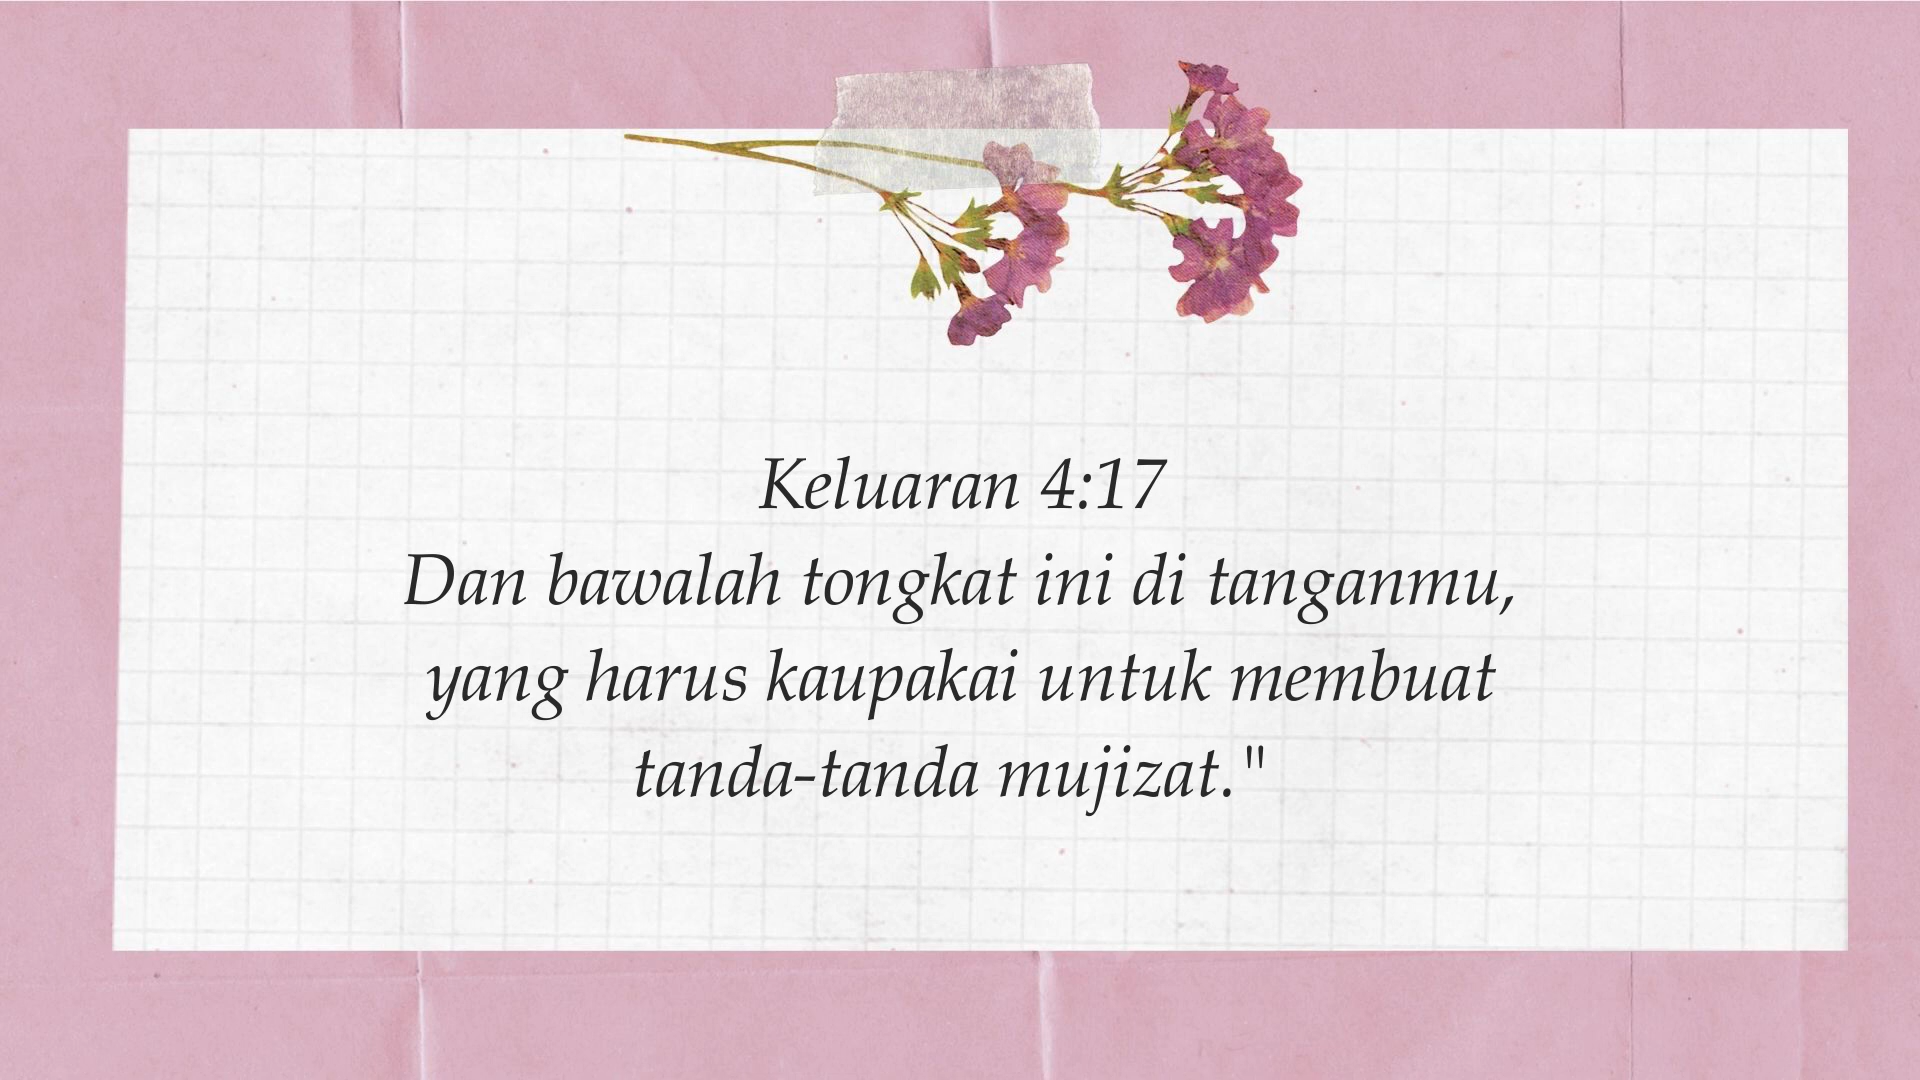 Keluaran 4:17
Dan bawalah tongkat ini di tanganmu,
yang harus kaupakai untuk membuat
tanda-tanda mujizat."